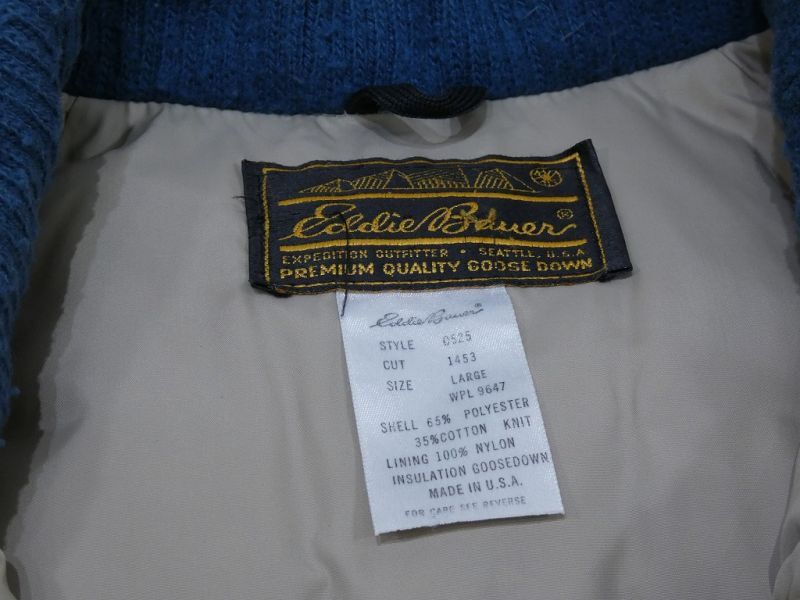 Eddie Bauer®
EXPEDITION OUTFITTER • SEATTLE, U.S.A.
PREMIUM QUALITY GOOSE DOWN
Eddie Bauer®
STYLE 0525
CUT 1453
SIZE LARGE
WPL 9647
SHELL 65% POLYESTER
35%COTTON KNIT
LINING 100% NYLON
INSULATION GOOSEDOWN
MADE IN U.S.A.
FOR CARE SEE REVERSE